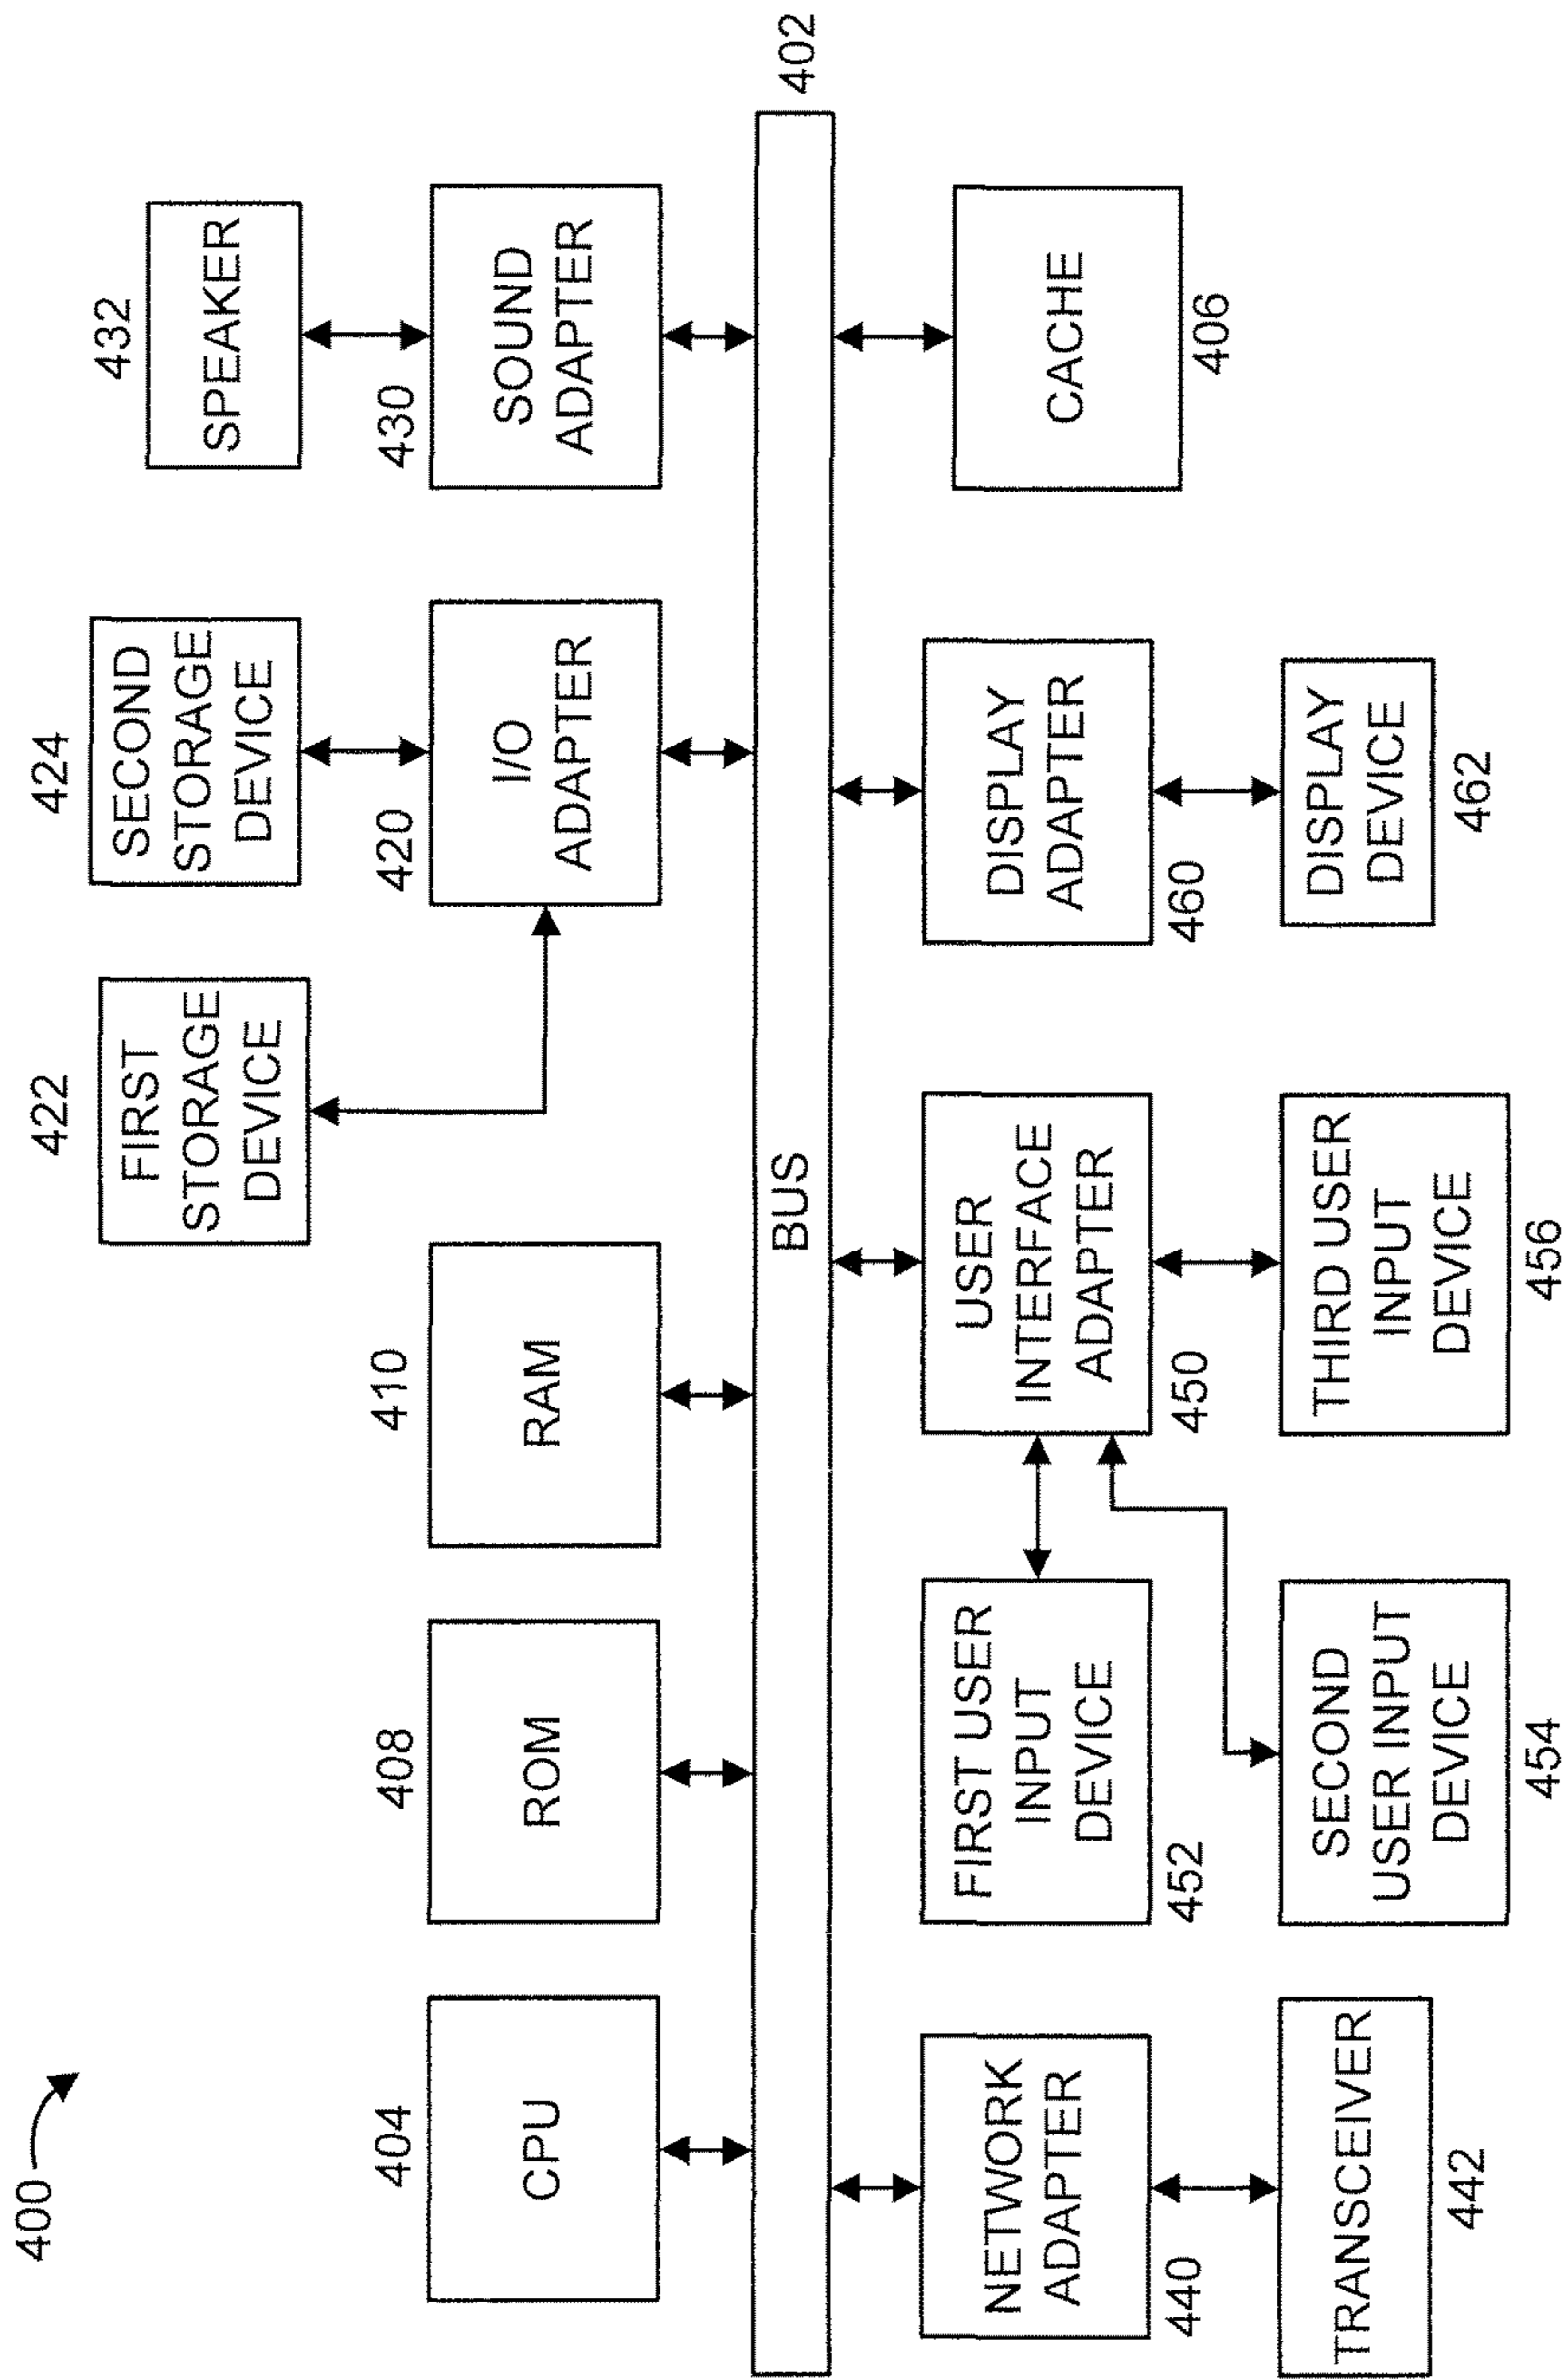 400
422
FIRST
STORAGE
DEVICE
424
SECOND
STORAGE
DEVICE
432
SPEAKER
404
CPU
408
ROM
410
RAM
420
I/O
ADAPTER
430
SOUND
ADAPTER
BUS
402
NETWORK
ADAPTER
440
FIRST USER
INPUT
DEVICE
452
USER
INTERFACE
ADAPTER
450
DISPLAY
ADAPTER
460
CACHE
406
TRANSCEIVER
442
SECOND
USER INPUT
DEVICE
454
THIRD USER
INPUT
DEVICE
456
DISPLAY
DEVICE
462